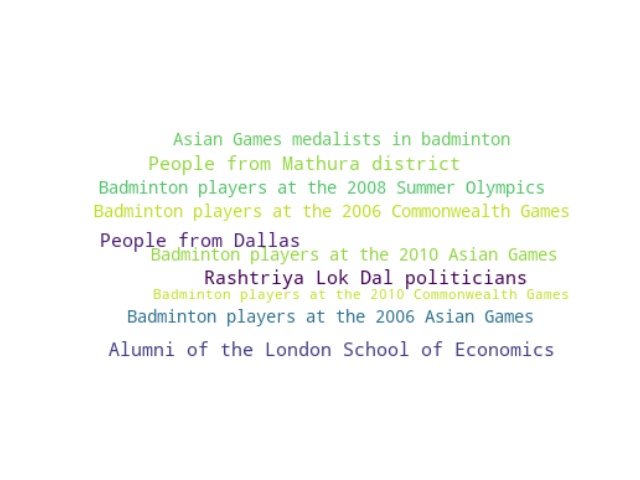 Asian Games medalists in badminton
People from Mathura district
Badminton players at the 2008 Summer Olympics
Badminton players at the 2006 Commonwealth Games
People from Dallas
Badminton players at the 2010 Asian Games
Rashtriya Lok Dal politicians
Badminton players at the 2010 Commonwealth Games
Badminton players at the 2006 Asian Games
Alumni of the London School of Economics